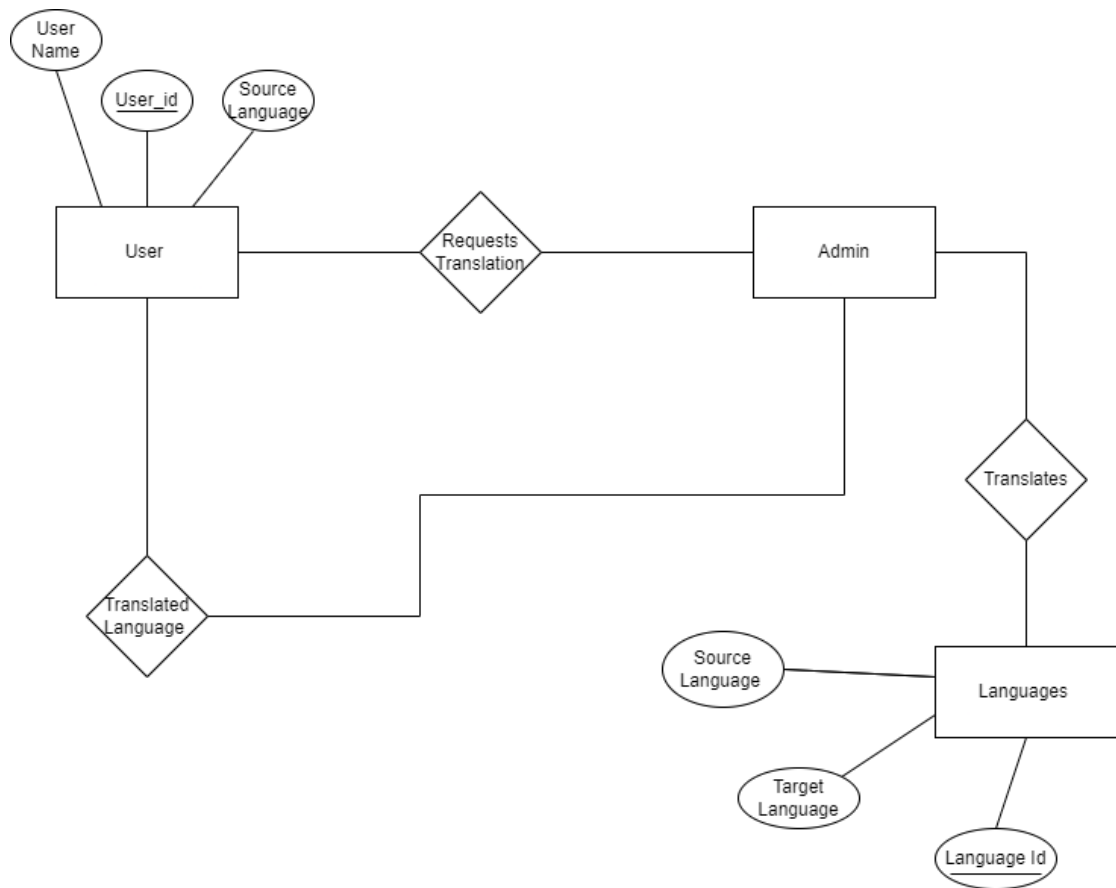 User
Name
User_id
Source
Language
User
Requests
Translation
Admin
Translates
Translated
Language
Source
Language
Languages
Target
Language
Language Id